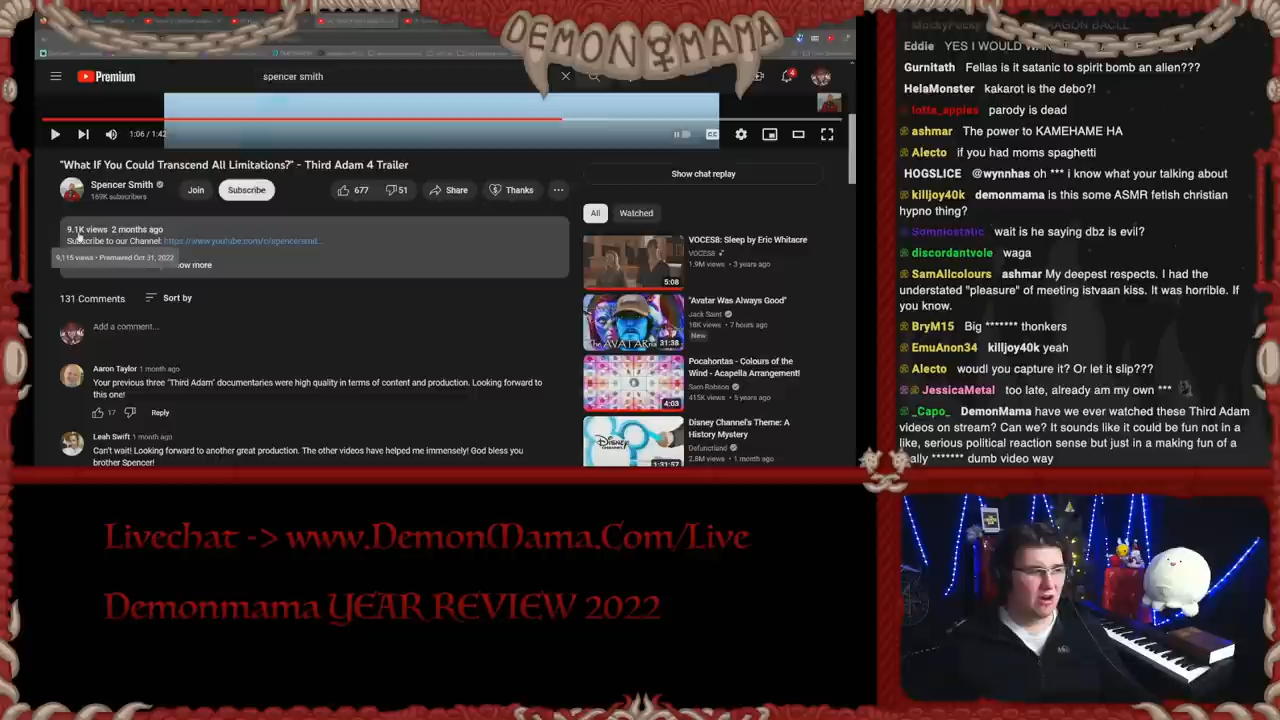 DEMON MAMA
Premium
spencer smith
4
1:06 / 1:42
CC
"What If You Could Transcend All Limitations?" - Third Adam 4 Trailer
Spencer Smith
169K subscribers
Join
Subscribe
677
51
Share
Thanks
9.1K views 2 months ago
Subscribe to our Channel: https://www.youtube.com/c/spencersmit...
9,115 views • Premiered Oct 31, 2022
more
131 Comments
Sort by
Add a comment...
Aaron Taylor 1 month ago
Your previous three 'Third Adam' documentaries were high quality in terms of content and production. Looking forward to
this one!
17
Reply
Leah Swift 1 month ago
Can't wait! Looking forward to another great production. The other videos have helped me immensely! God bless you
brother Spencer!
Show chat replay
All
Watched
VOCES8: Sleep by Eric Whitacre
VOCES8
1.9M views • 3 years ago
5:08
"Avatar Was Always Good"
Jack Saint
18K views • 7 hours ago
New
31:38
Pocahontas - Colours of the
Wind - Acapella Arrangement!
Sam Robson
415K views • 5 years ago
4:03
Disney Channel's Theme: A
History Mystery
Defunctland
2.8M views • 1 month ago
1:31:57
Eddie YES I WOULD
Gurnitath Fellas is it satanic to spirit bomb an alien???
HelaMonster kakarot is the debo?!
lotta_apples parody is dead
ashmar The power to KAMEHAME HA
Alecto if you had moms spaghetti
HOGSLICE @wynnhas oh *** i know what your talking about
killjoy40k demonmama is this some ASMR fetish christian
hypno thing?
Somniostatic wait is he saying dbz is evil?
discordantvole waga
SamAllcolours ashmar My deepest respects. I had the
understated "pleasure" of meeting istvaan kiss. It was horrible. If
you know.
BryM15 Big ******* thonkers
EmuAnon34 killjoy40k yeah
Alecto woudl you capture it? Or let it slip???
JessicaMetal too late, already am my own ***
_Capo_ DemonMama have we ever watched these Third Adam
videos on stream? Can we? It sounds like it could be fun not in a
like, serious political reaction sense but just in a making fun of a
ally ******* dumb video way
Livechat -> www.DemonMama.Com/Live
Demonmama YEAR REVIEW 2022